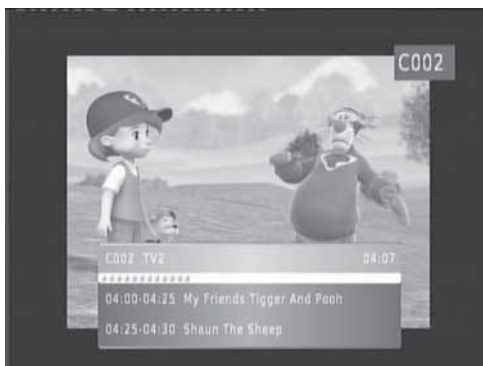 C002
C002 TV2 04:07
04:00-04:25 My Friends Tigger And Pooh
04:25-04:30 Shaun The Sheep